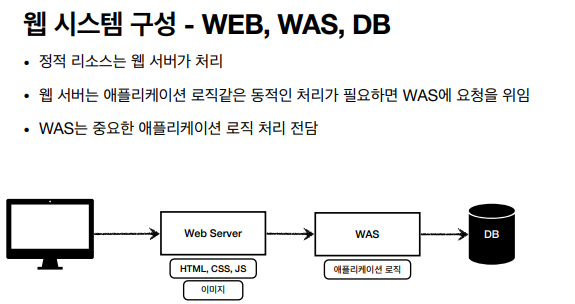 웹 시스템 구성 - WEB, WAS, DB
• 정적 리소스는 웹 서버가 처리
• 웹 서버는 애플리케이션 로직같은 동적인 처리가 필요하면 WAS에 요청을 위임
• WAS는 중요한 애플리케이션 로직 처리 전담
Web Server
WAS
DB
HTML, CSS, JS
애플리케이션 로직
이미지